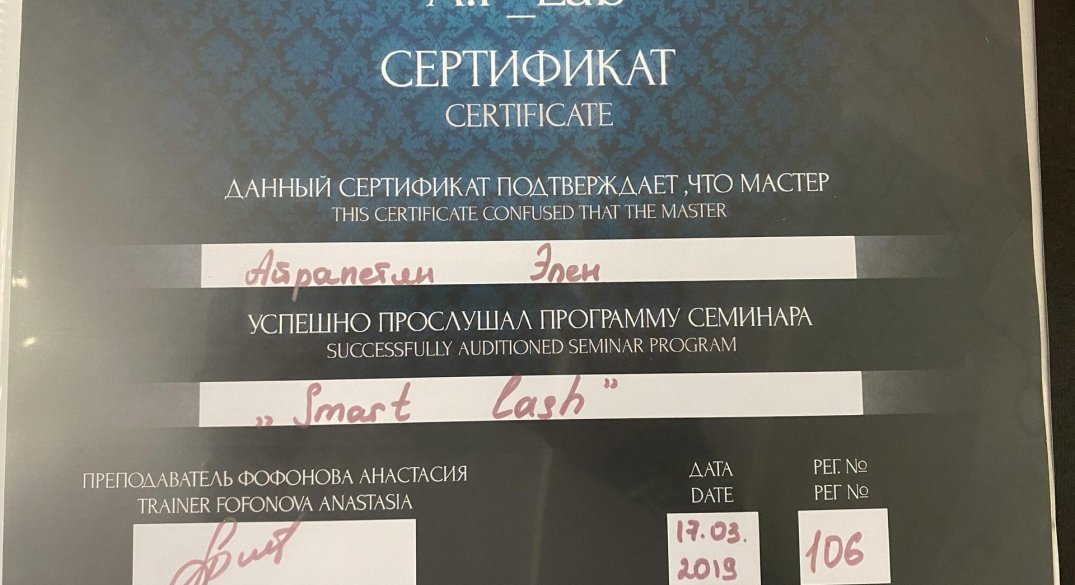 СЕРТИФИКАТ
CERTIFICATE
ДАННЫЙ СЕРТИФИКАТ ПОДТВЕРЖДАЕТ ,ЧТО МАСТЕР
THIS CERTIFICATE CONFUSED THAT THE MASTER
Айрапетян Элен
УСПЕШНО ПРОСЛУШАЛ ПРОГРАММУ СЕМИНАРА
SUCCESSFULLY AUDITIONED SEMINAR PROGRAM
„Smart Lash”
ПРЕПОДАВАТЕЛЬ ФОФОНОВА АНАСТАСИЯ
TRAINER FOFONOVA ANASTASIA
ДАТА
DATE
17.03.
2019
РЕГ. №
РЕГ №
106